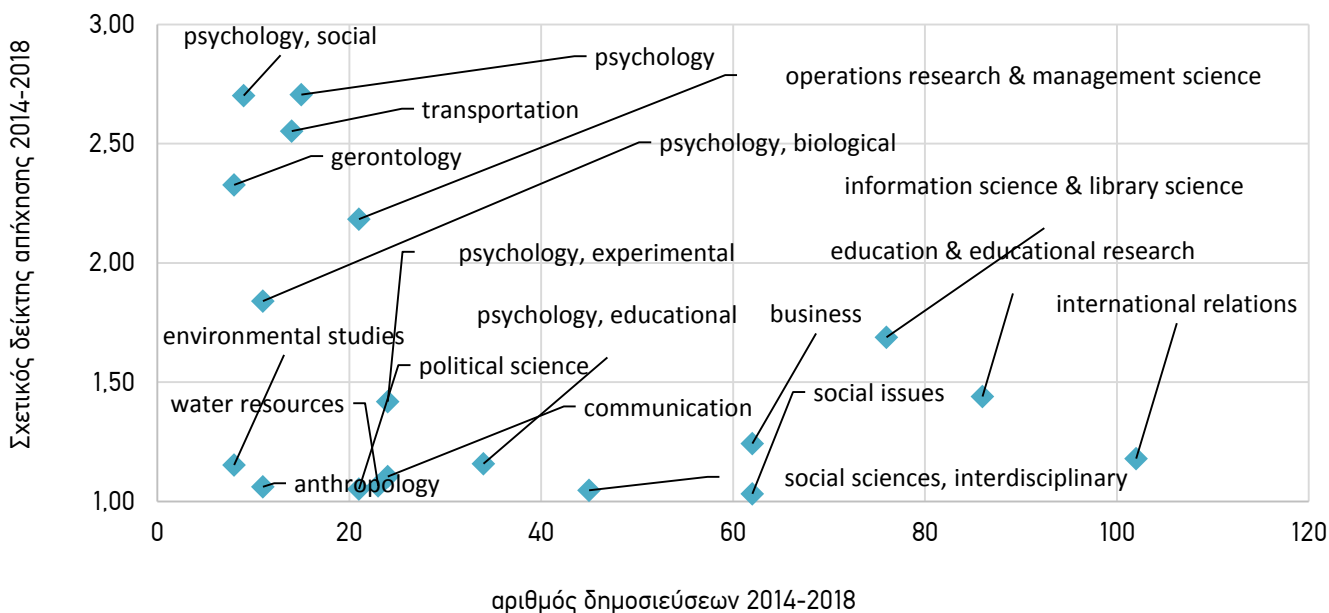 Σχετικός δείκτης απήχησης 2014-2018
3,00
2,50
2,00
1,50
1,00
psychology, social
psychology
operations research & management science
transportation
psychology, biological
gerontology
information science & library science
psychology, experimental
education & educational research
international relations
psychology, educational
business
environmental studies
political science
social issues
water resources
communication
social sciences, interdisciplinary
anthropology
0
20
40
60
80
100
120
αριθμός δημοσιεύσεων 2014-2018